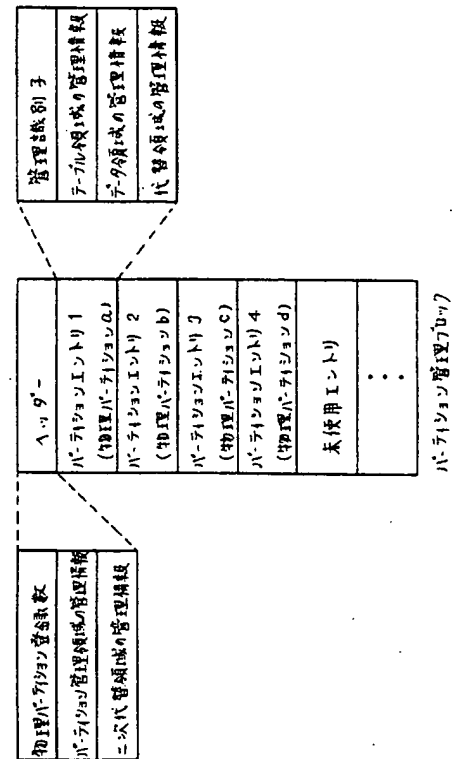 物理パーティション登録数
パーティション管理領域の管理情報
二次代替領域の管理情報
ヘッダー
パーティションエントリ1
(物理パーティションa)
パーティションエントリ2
(物理パーティションb)
パーティションエントリ3
(物理パーティションc)
パーティションエントリ4
(物理パーティションd)
未使用エントリ
・・・
パーティション管理ブロック
管理識別子
テーブル領域の管理情報
データ領域の管理情報
代替領域の管理情報